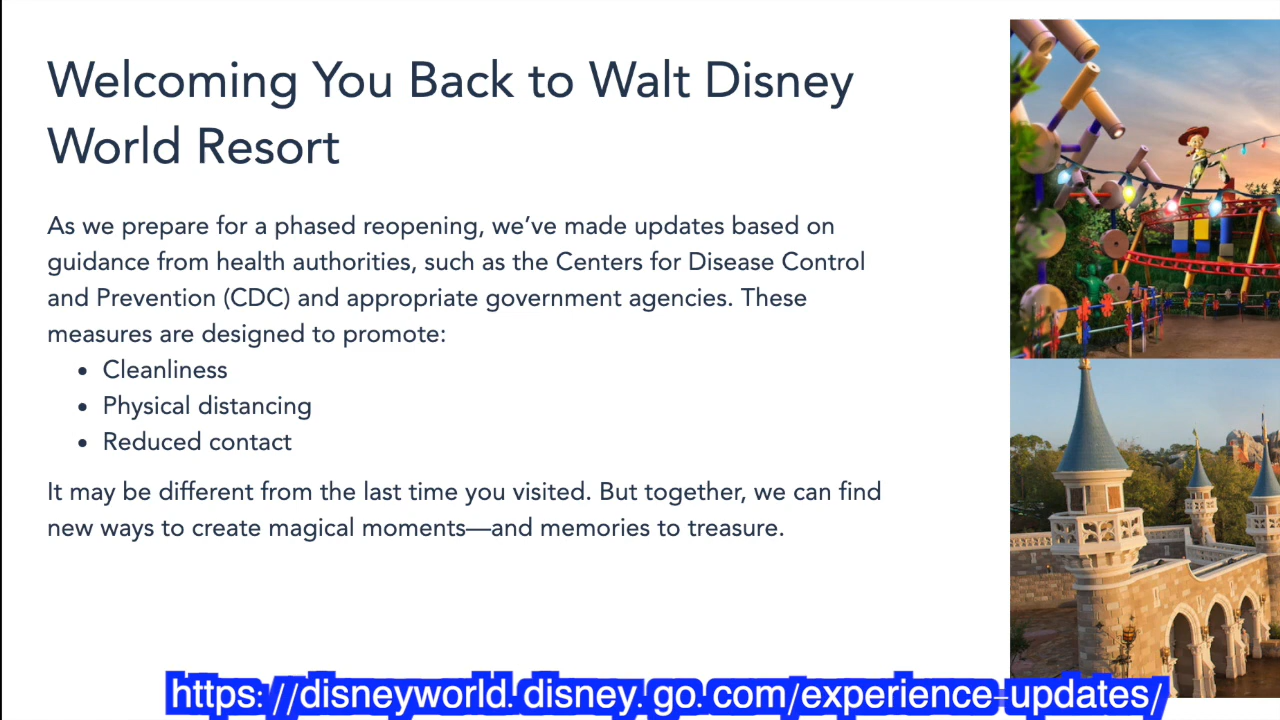 Welcoming You Back to Walt Disney
World Resort
As we prepare for a phased reopening, we’ve made updates based on
guidance from health authorities, such as the Centers for Disease Control
and Prevention (CDC) and appropriate government agencies. These
measures are designed to promote:
• Cleanliness
• Physical distancing
• Reduced contact
It may be different from the last time you visited. But together, we can find
new ways to create magical moments—and memories to treasure.
https://disneyworld.disney.go.com/experience-updates/